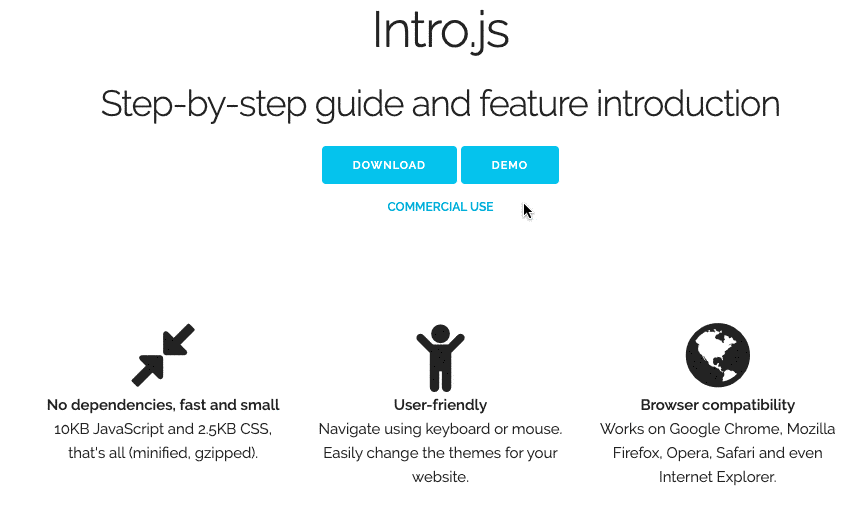 Intro.js
Step-by-step guide and feature introduction
DOWNLOAD
DEMO
COMMERCIAL USE
No dependencies, fast and small
10KB JavaScript and 2.5KB CSS,
that's all (minified, gzipped).
User-friendly
Navigate using keyboard or mouse.
Easily change the themes for your
website.
Browser compatibility
Works on Google Chrome, Mozilla
Firefox, Opera, Safari and even
Internet Explorer.